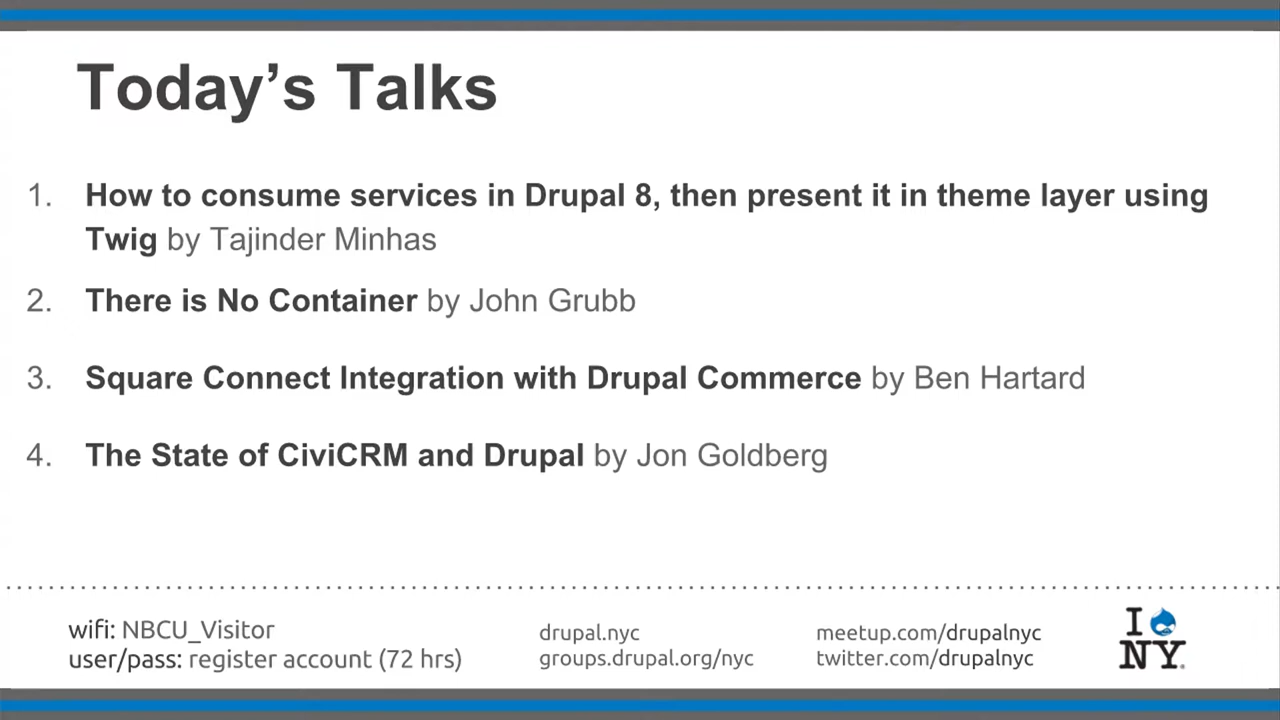 Today’s Talks
1. How to consume services in Drupal 8, then present it in theme layer using
Twig by Tajinder Minhas
2. There is No Container by John Grubb
3. Square Connect Integration with Drupal Commerce by Ben Hartard
4. The State of CiviCRM and Drupal by Jon Goldberg
wifi: NBCU_Visitor
user/pass: register account (72 hrs)
drupal.nyc
groups.drupal.org/nyc
meetup.com/drupalnyc
twitter.com/drupalnyc
I
NY